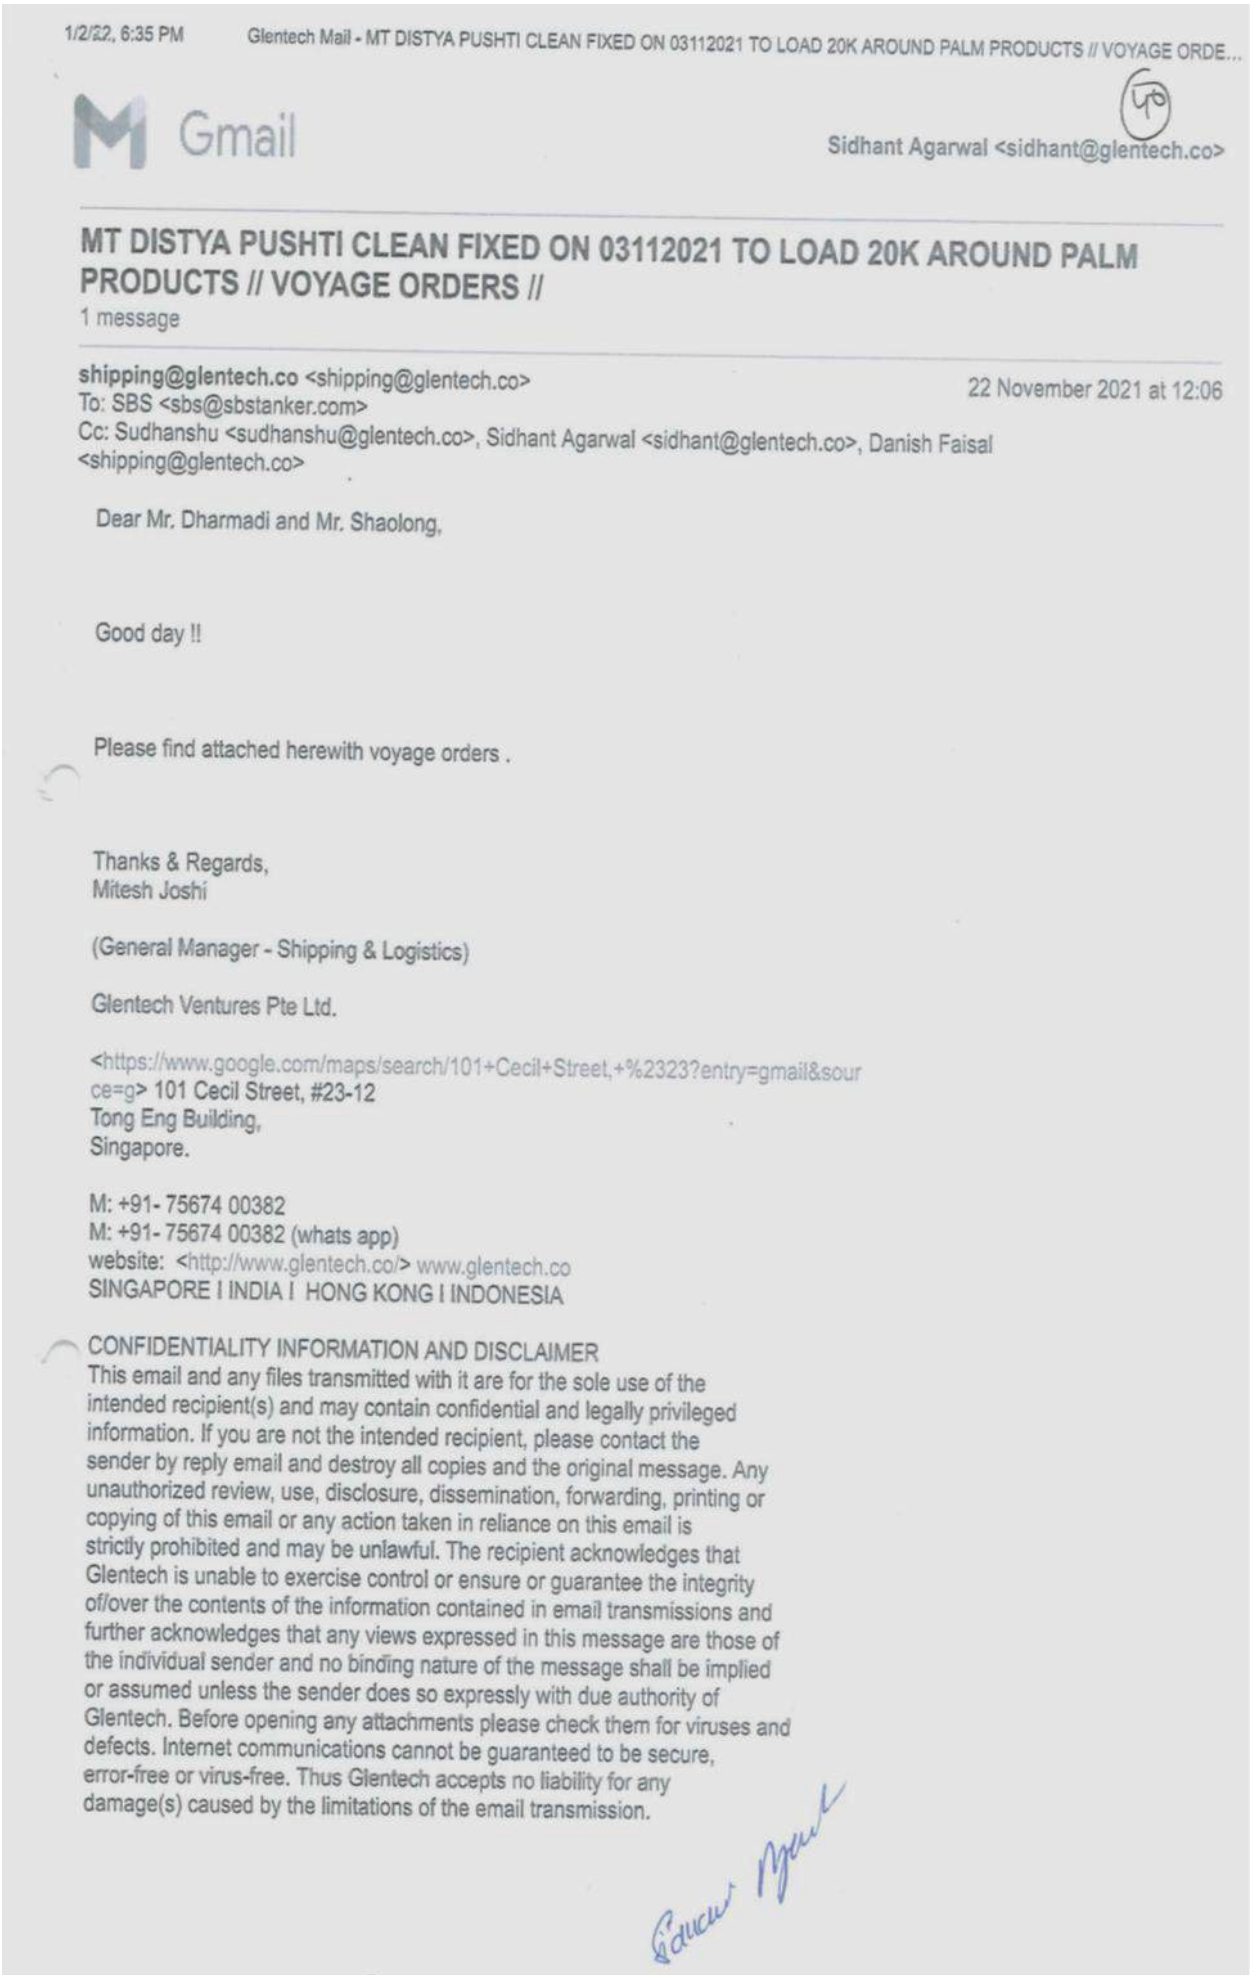 1/2/22, 6:35 PM Glentech Mail - MT DISTYA PUSHTI CLEAN FIXED ON 03112021 TO LOAD 20K AROUND PALM PRODUCTS // VOYAGE ORDE...
40
Gmail
Sidhant Agarwal <sidhant@glentech.co>
MT DISTYA PUSHTI CLEAN FIXED ON 03112021 TO LOAD 20K AROUND PALM
PRODUCTS // VOYAGE ORDERS //
1 message
shipping@glentech.co <shipping@glentech.co> 22 November 2021 at 12:06
To: SBS <sbs@sbstanker.com>
Cc: Sudhanshu <sudhanshu@glentech.co>, Sidhant Agarwal <sidhant@glentech.co>, Danish Faisal
<shipping@glentech.co>
Dear Mr. Dharmadi and Mr. Shaolong,
Good day !!
Please find attached herewith voyage orders .
Thanks & Regards,
Mitesh Joshi
(General Manager - Shipping & Logistics)
Glentech Ventures Pte Ltd.
<https://www.google.com/maps/search/101+Cecil+Street,+%2323?entry=gmail&sour
ce=g> 101 Cecil Street, #23-12
Tong Eng Building,
Singapore.
M: +91- 75674 00382
M: +91- 75674 00382 (whats app)
website: <http://www.glentech.co/> www.glentech.co
SINGAPORE I INDIA I HONG KONG I INDONESIA
CONFIDENTIALITY INFORMATION AND DISCLAIMER
This email and any files transmitted with it are for the sole use of the
intended recipient(s) and may contain confidential and legally privileged
information. If you are not the intended recipient, please contact the
sender by reply email and destroy all copies and the original message. Any
unauthorized review, use, disclosure, dissemination, forwarding, printing or
copying of this email or any action taken in reliance on this email is
strictly prohibited and may be unlawful. The recipient acknowledges that
Glentech is unable to exercise control or ensure or guarantee the integrity
of/over the contents of the information contained in email transmissions and
further acknowledges that any views expressed in this message are those of
the individual sender and no binding nature of the message shall be implied
or assumed unless the sender does so expressly with due authority of
Glentech. Before opening any attachments please check them for viruses and
defects. Internet communications cannot be guaranteed to be secure,
error-free or virus-free. Thus Glentech accepts no liability for any
damage(s) caused by the limitations of the email transmission.